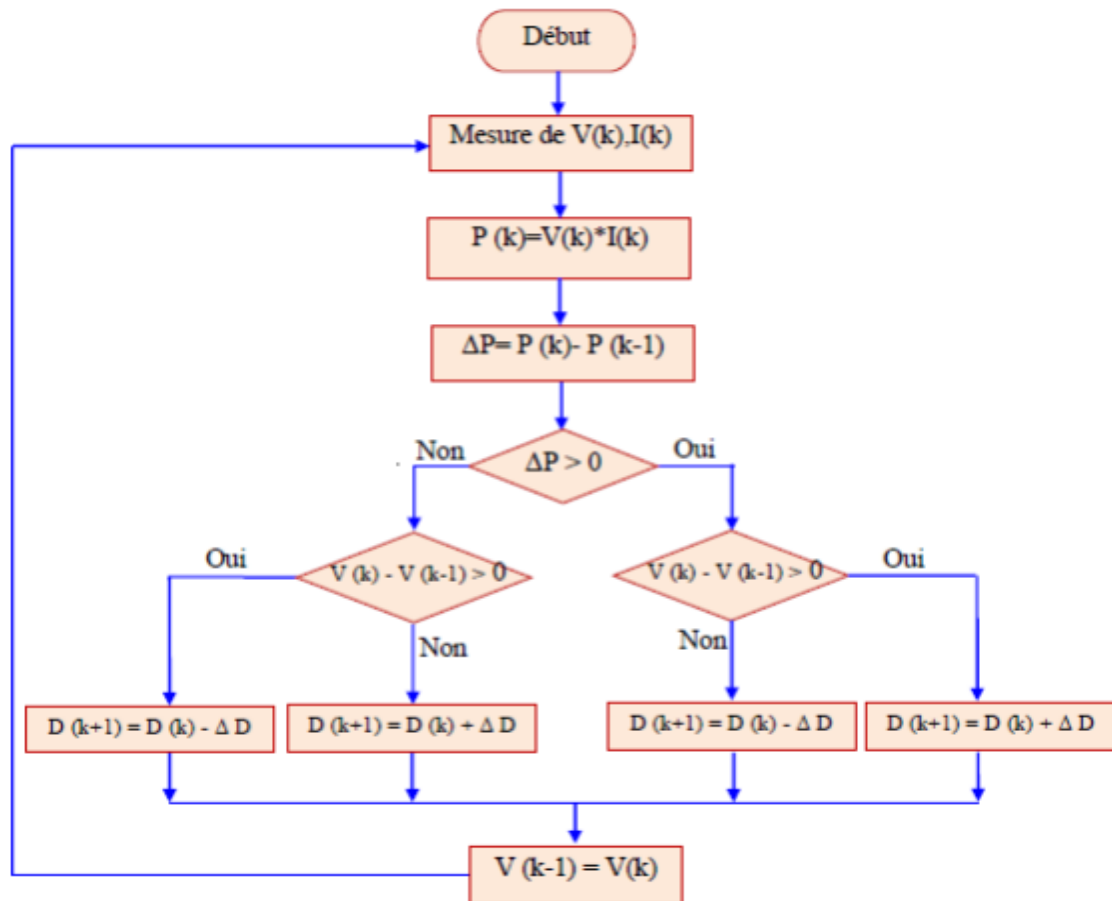 Début
Mesure de V(k),I(k)
P (k)=V(k)*I(k)
ΔP= P (k)- P (k-1)
Non
Oui
ΔP > 0
Oui
V (k) - V (k-1) > 0
V (k) - V (k-1) > 0
Oui
Non
Non
D (k+1) = D (k) - Δ D
D (k+1) = D (k) + Δ D
D (k+1) = D (k) - Δ D
D (k+1) = D (k) + Δ D
V (k-1) = V(k)